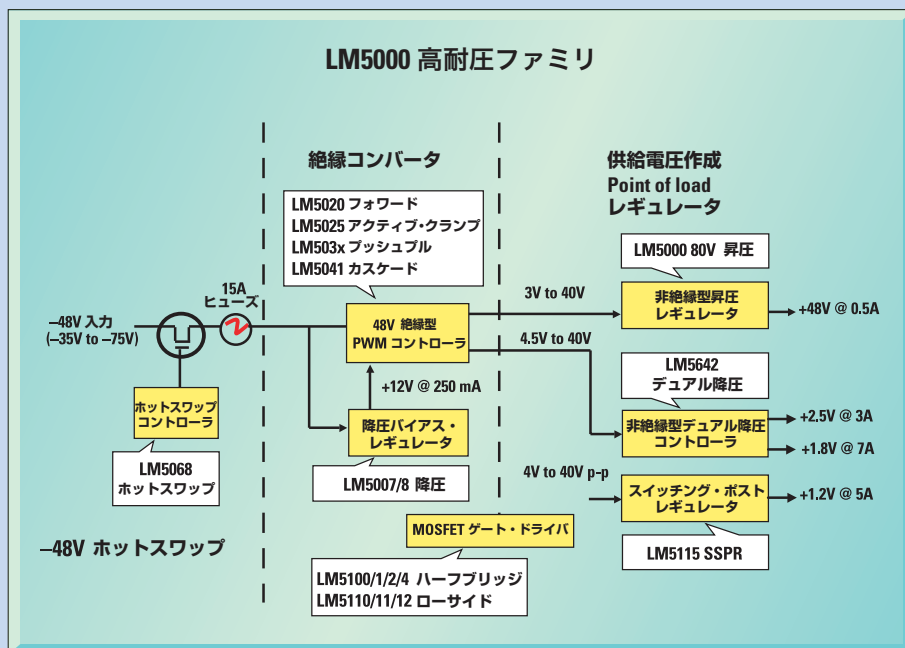 LM5000 高耐圧ファミリ
絶縁コンバータ
供給電圧作成
Point of load
レギュレータ
LM5020 フォワード
LM5025 アクティブ・クランプ
LM503x プッシュプル
LM5041 カスケード
LM5000 80V 昇圧
15A
ヒューズ
3V to 40V
非絶縁型昇圧
レギュレータ
+48V @ 0.5A
–48V 入力
(–35V to –75V)
48V 絶縁型
PWM コントローラ
4.5V to 40V
LM5642
デュアル降圧
+12V @ 250 mA
ホットスワップ
コントローラ
降圧バイアス・
レギュレータ
非絶縁型デュアル降圧
コントローラ
+2.5V @ 3A
+1.8V @ 7A
LM5068
ホットスワップ
LM5007/8 降圧
4V to 40V p-p
スイッチング・ポスト
レギュレータ
+1.2V @ 5A
MOSFET ゲート・ドライバ
–48V ホットスワップ
LM5115 SSPR
LM5100/1/2/4 ハーフブリッジ
LM5110/11/12 ローサイド